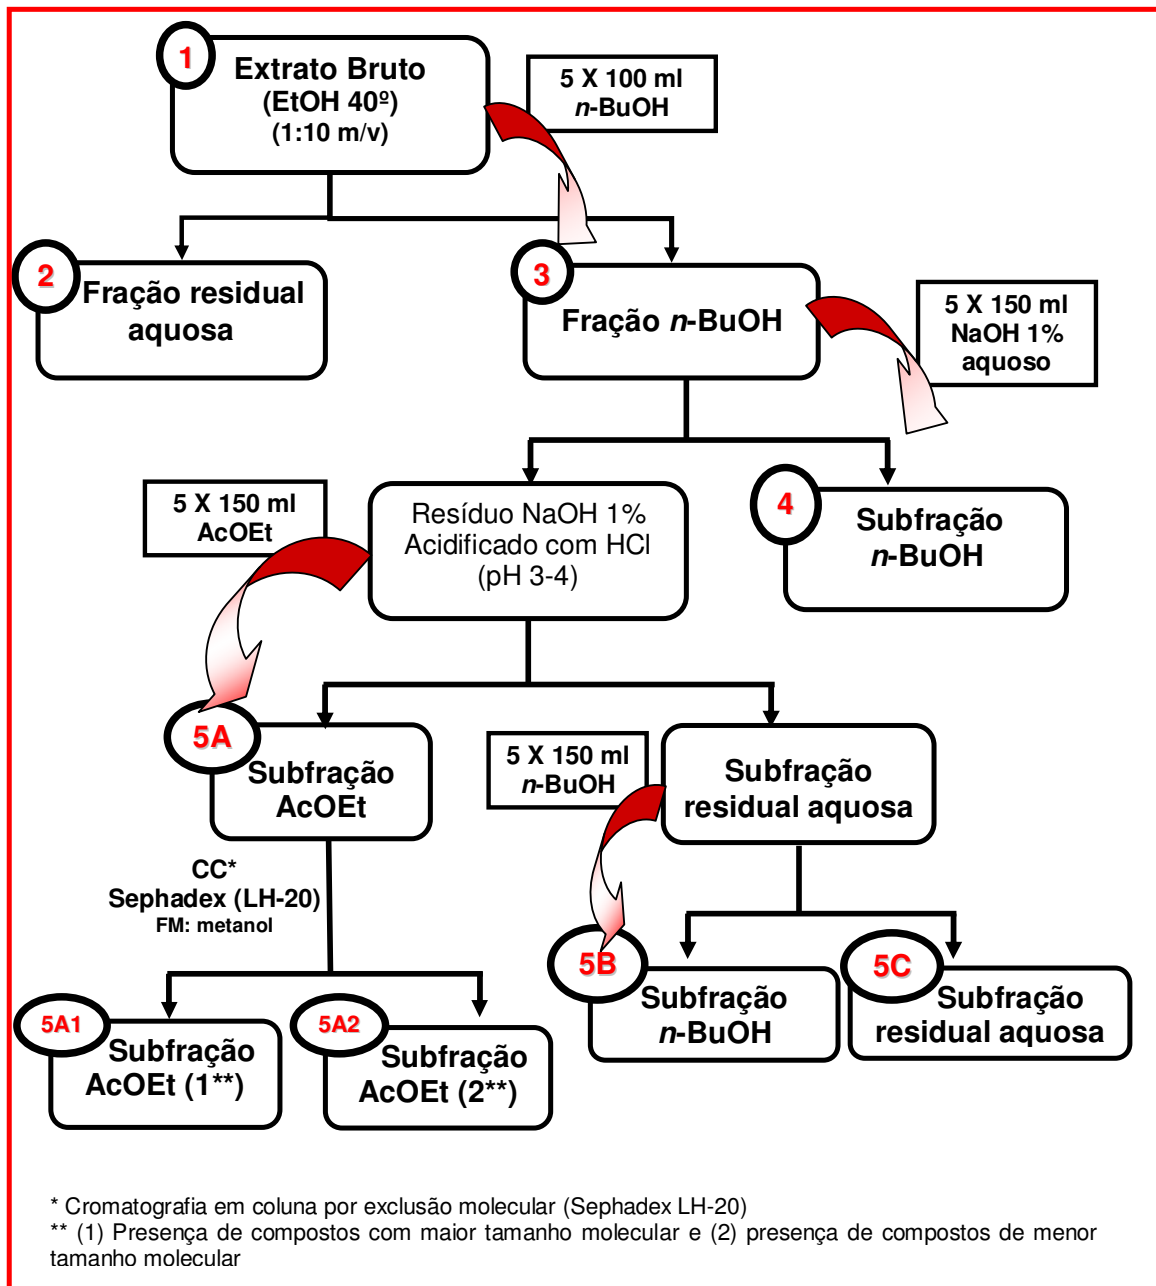 1
Extrato Bruto
(EtOH 40º)
(1:10 m/v)
5 X 100 ml
n-BuOH
2
Fração residual
aquosa
3
Fração n-BuOH
5 X 150 ml
NaOH 1%
aquoso
5 X 150 ml
AcOEt
Resíduo NaOH 1%
Acidificado com HCl
(pH 3-4)
4
Subfração
n-BuOH
5A
Subfração
AcOEt
5 X 150 ml
n-BuOH
Subfração
residual aquosa
CC*
Sephadex (LH-20)
FM: metanol
5B
Subfração
n-BuOH
5C
Subfração
residual aquosa
5A1
Subfração
AcOEt (1**)
5A2
Subfração
AcOEt (2**)
* Cromatografia em coluna por exclusão molecular (Sephadex LH-20)
** (1) Presença de compostos com maior tamanho molecular e (2) presença de compostos de menor
tamanho molecular